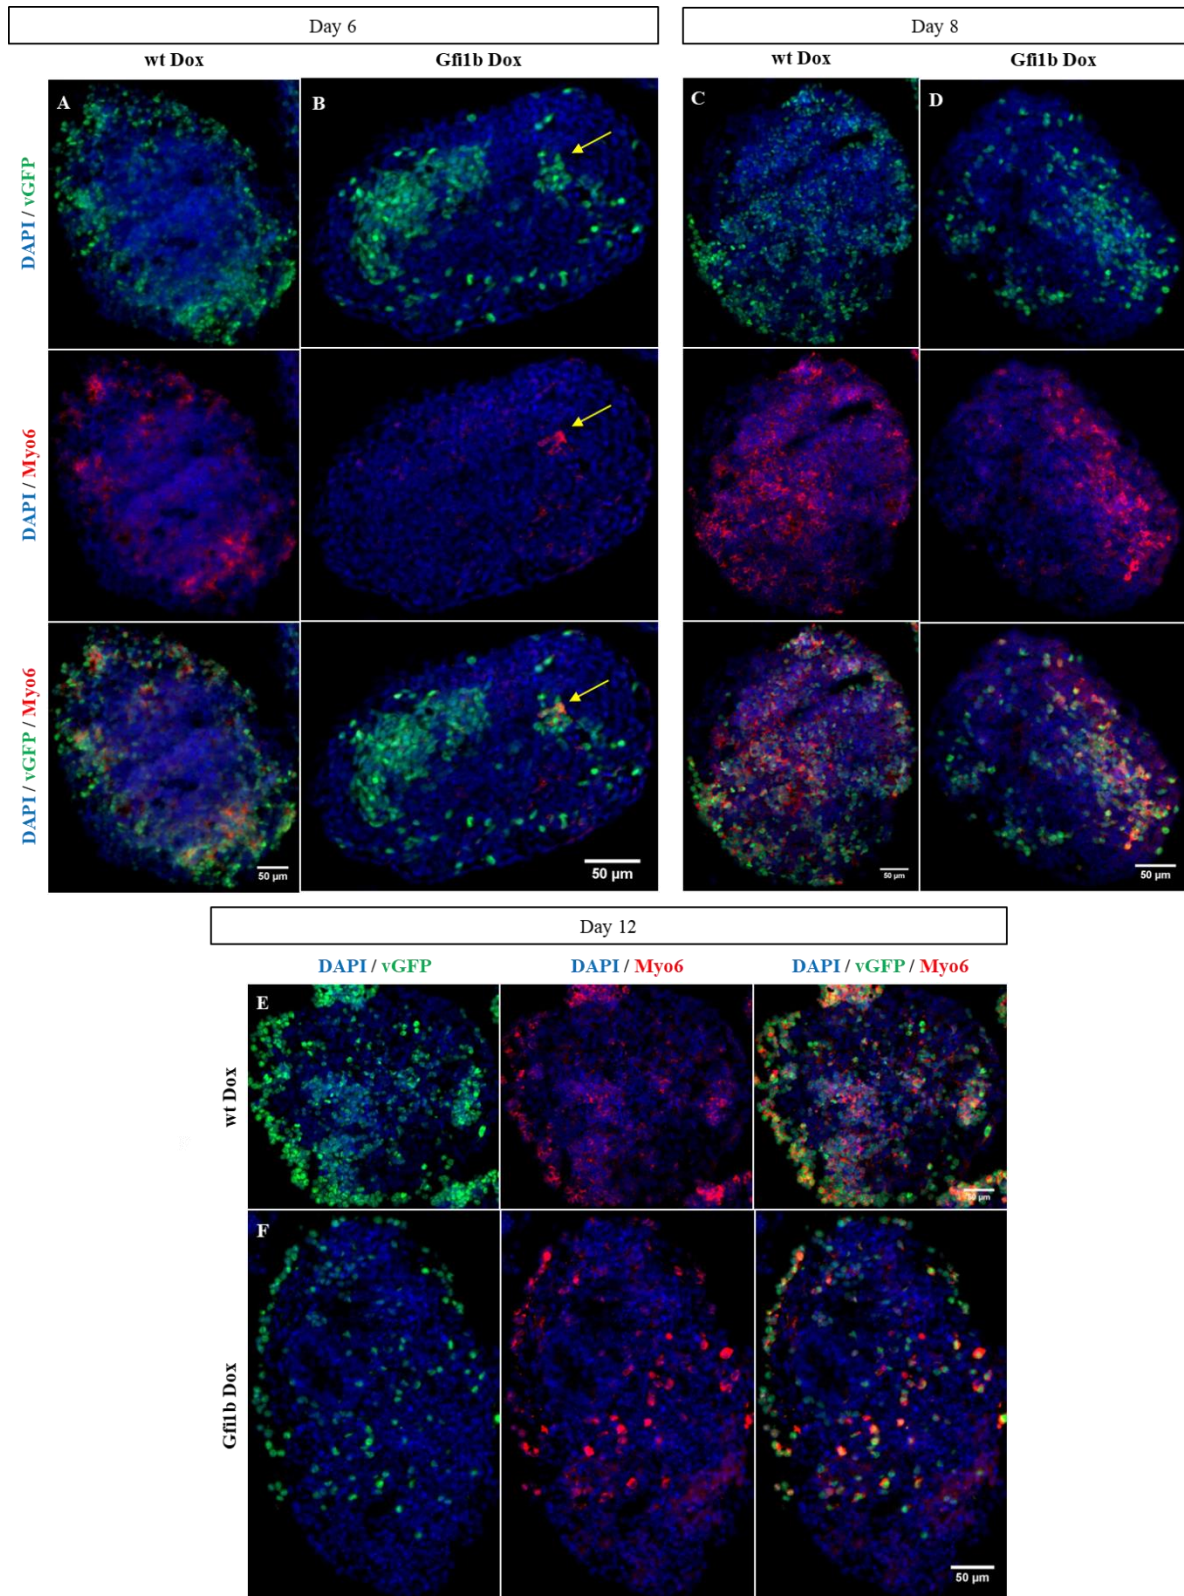 Day 6
Day 8
wt Dox
Gfi1b Dox
wt Dox
Gfi1b Dox
A
B
C
D
DAPI / vGFP
DAPI / Myo6
DAPI / vGFP / Myo6
50 µm
50 µm
50 µm
50 µm
Day 12
DAPI / vGFP
DAPI / Myo6
DAPI / vGFP / Myo6
E
wt Dox
50 µm
F
Gfi1b Dox
50 µm